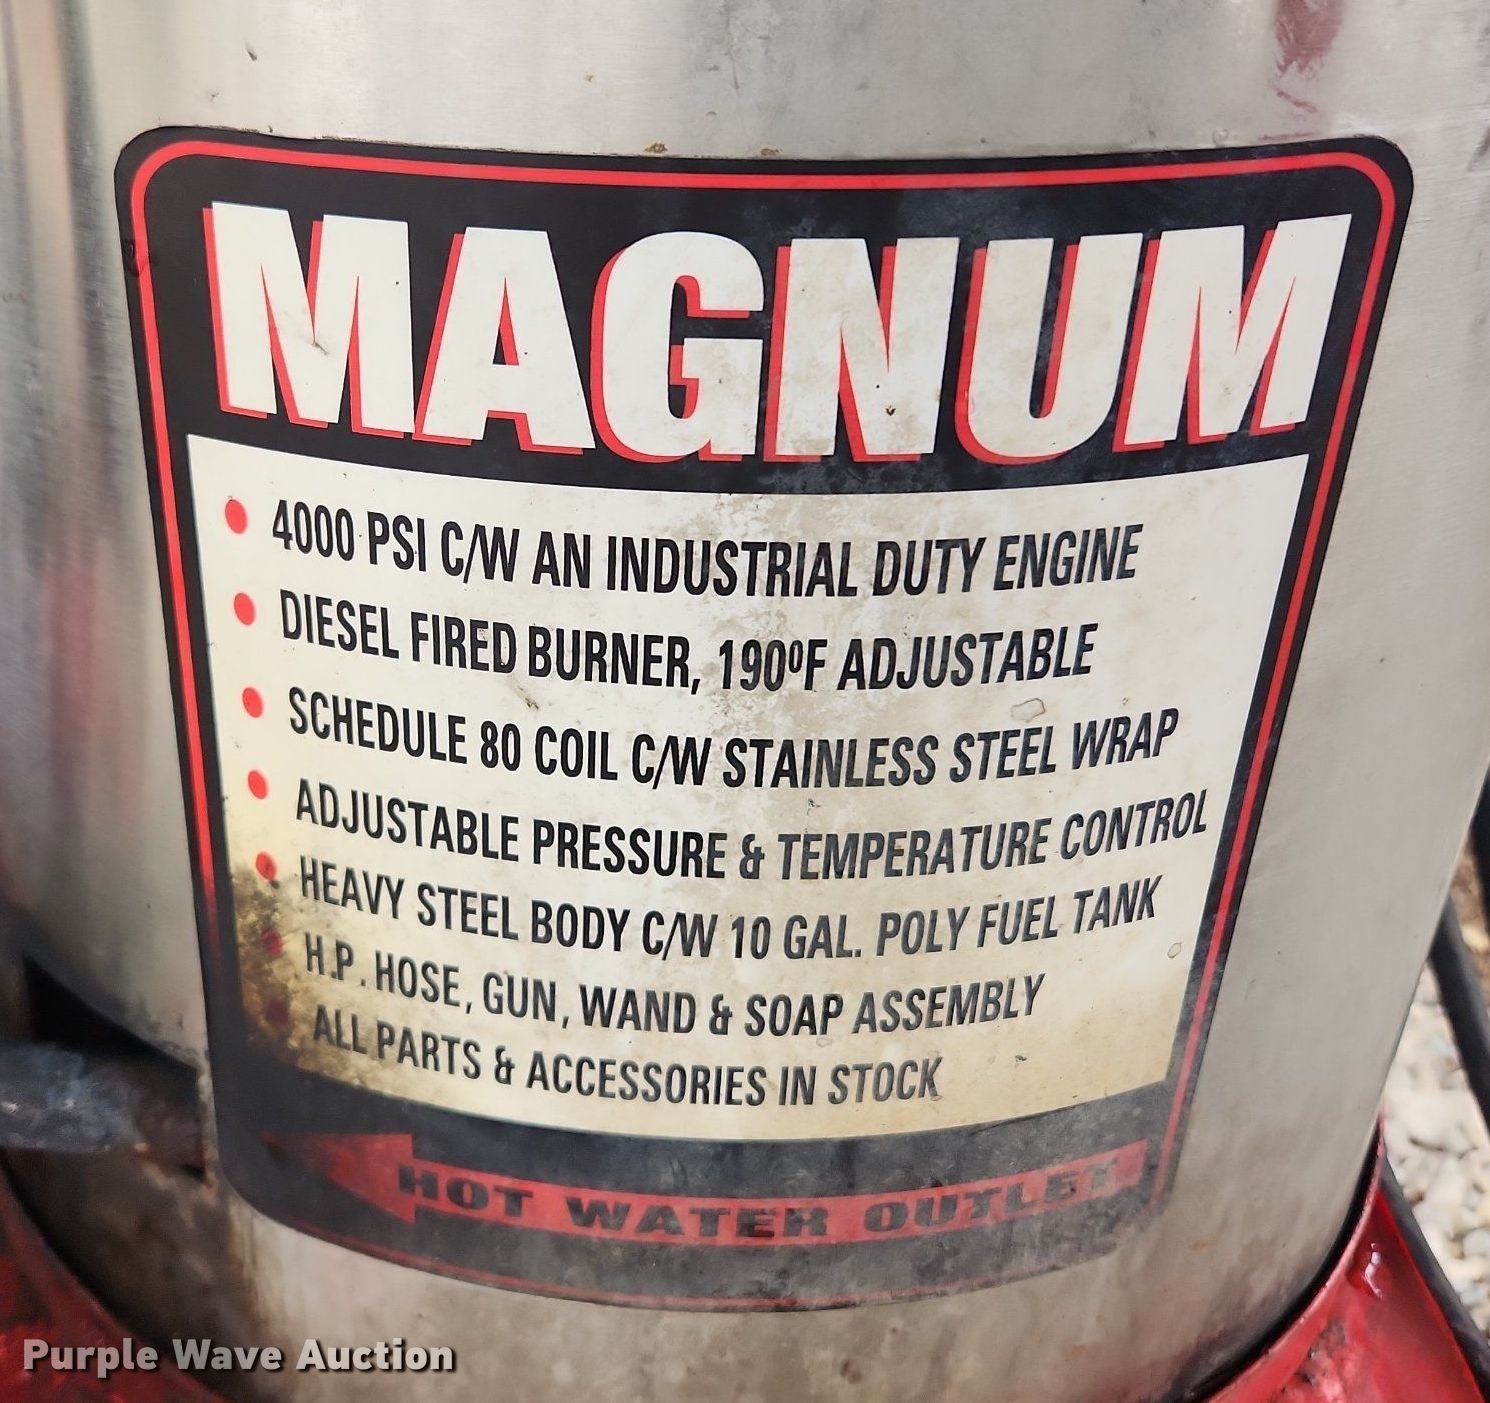 MAGNUM
• 4000 PSI C/W AN INDUSTRIAL DUTY ENGINE
• DIESEL FIRED BURNER, 190ºF ADJUSTABLE
• SCHEDULE 80 COIL C/W STAINLESS STEEL WRAP
• ADJUSTABLE PRESSURE & TEMPERATURE CONTROL
• HEAVY STEEL BODY C/W 10 GAL. POLY FUEL TANK
• H.P. HOSE, GUN, WAND & SOAP ASSEMBLY
• ALL PARTS & ACCESSORIES IN STOCK
HOT WATER OUTLET
Purple Wave Auction